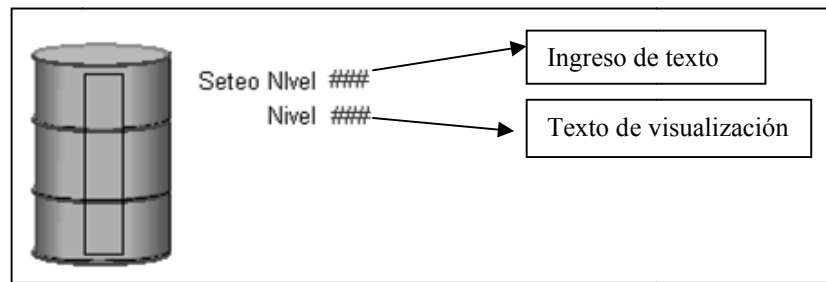 Seteo NIvel ###
Ingreso de texto
Nivel ###
Texto de visualización